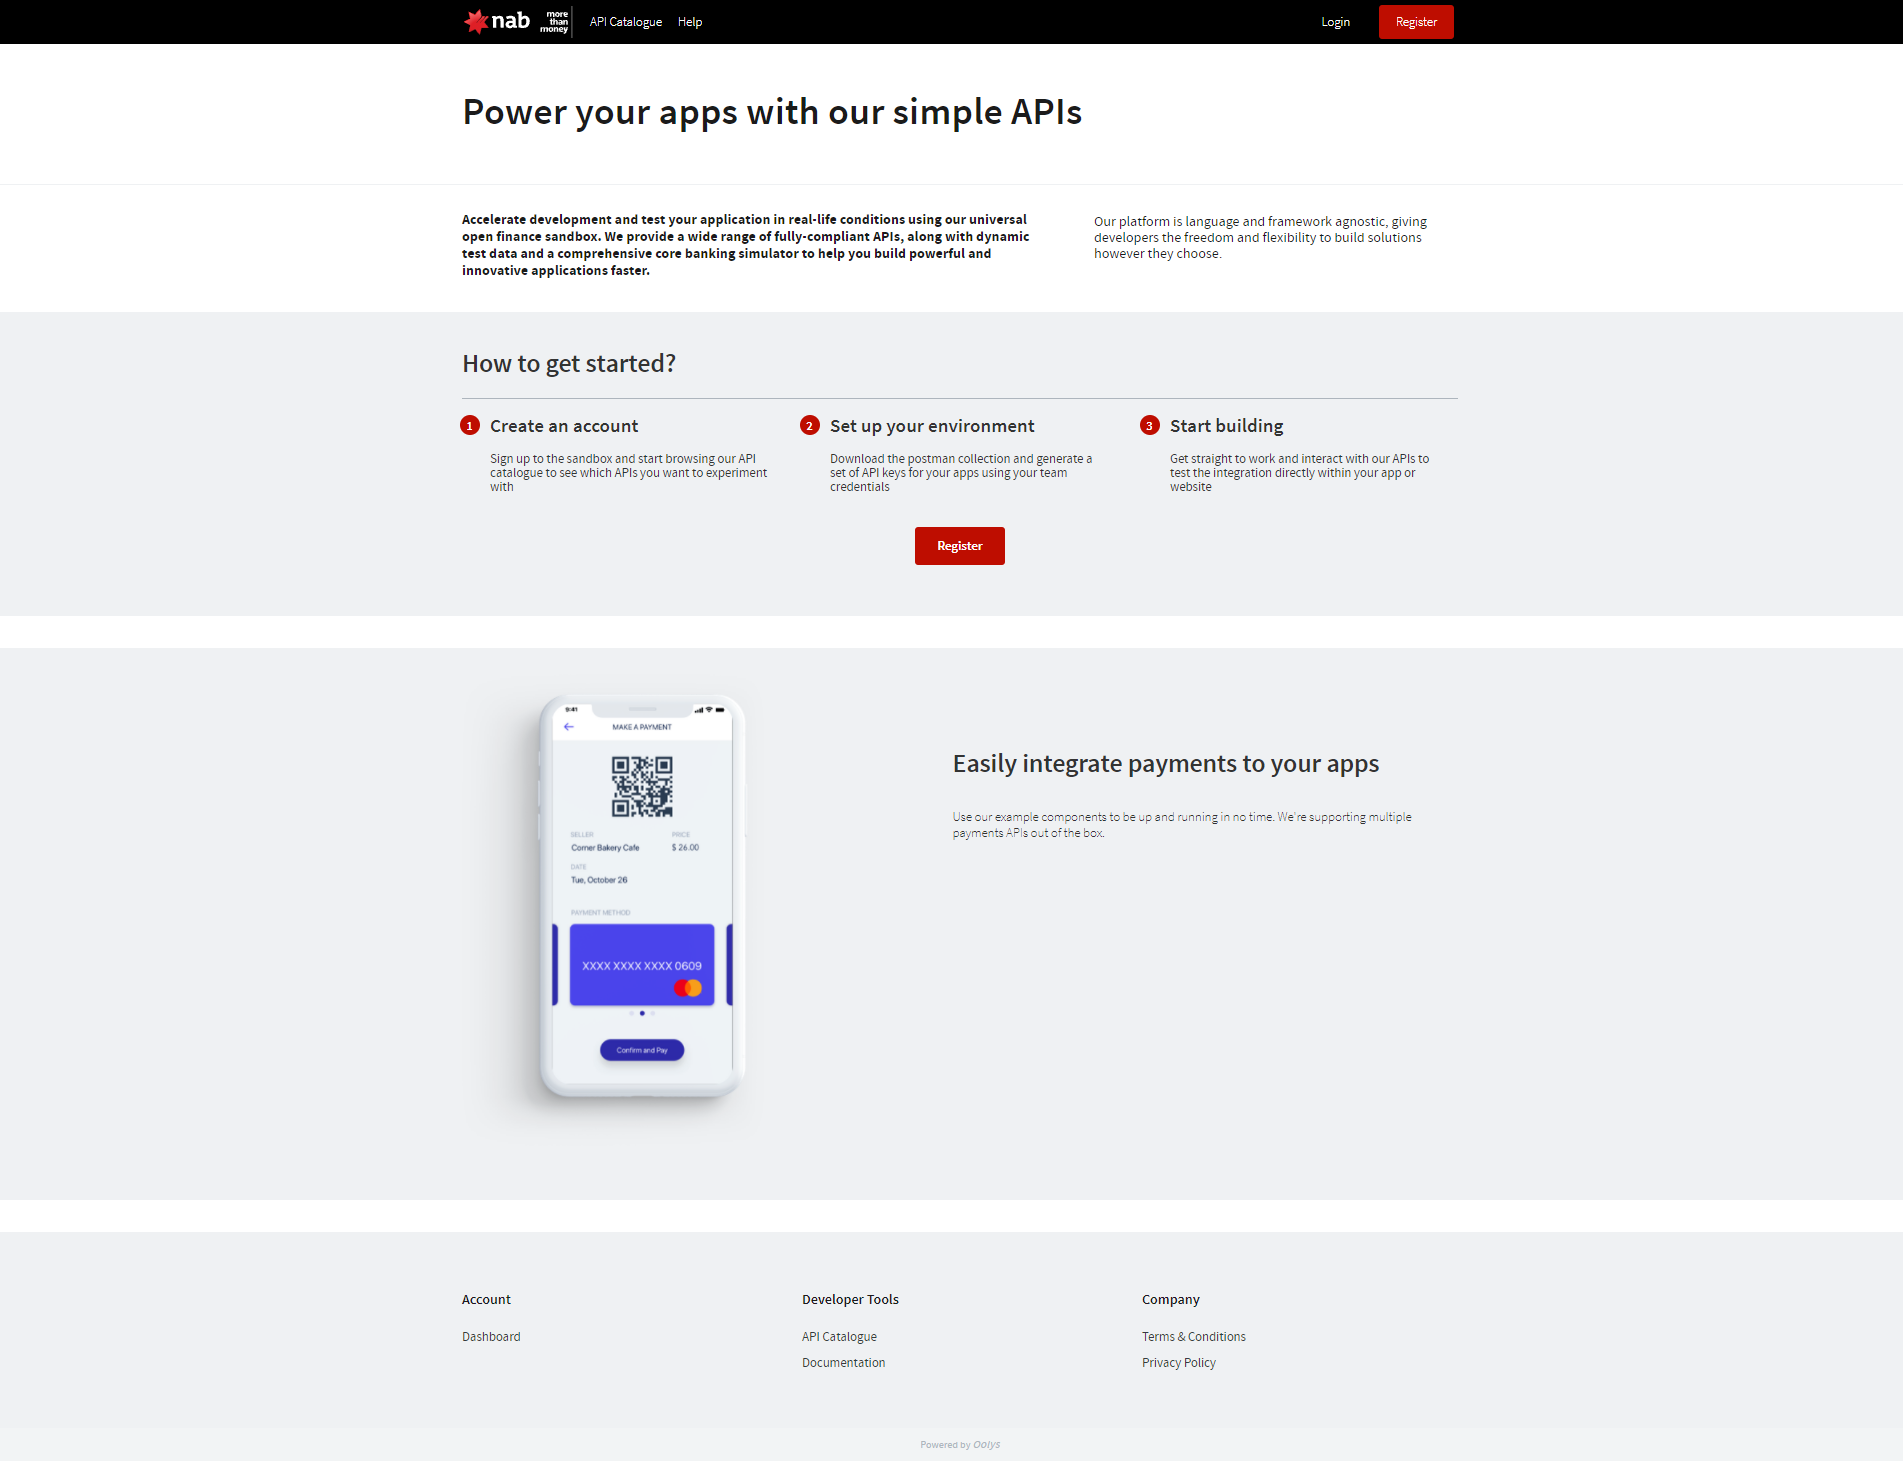 nab
more
than
money
API Catalogue
Help
Login
Register
Power your apps with our simple APIs
Accelerate development and test your application in real-life conditions using our universal
open finance sandbox. We provide a wide range of fully-compliant APIs, along with dynamic
test data and a comprehensive core banking simulator to help you build powerful and
innovative applications faster.
Our platform is language and framework agnostic, giving
developers the freedom and flexibility to build solutions
however they choose.
How to get started?
1 Create an account
Sign up to the sandbox and start browsing our API
catalogue to see which APIs you want to experiment
with
2 Set up your environment
Download the postman collection and generate a
set of API keys for your apps using your team
credentials
3 Start building
Get straight to work and interact with our APIs to
test the integration directly within your app or
website
Register
9:41
MAKE A PAYMENT
SELLER PRICE
Corner Bakery Cafe $ 26.00
DATE
Tue, October 26
PAYMENT METHOD
XXXX XXXX XXXX 0609
Confirm and Pay
Easily integrate payments to your apps
Use our example components to be up and running in no time. We're supporting multiple
payments APIs out of the box.
Account
Dashboard
Developer Tools
API Catalogue
Documentation
Company
Terms & Conditions
Privacy Policy
Powered by Oolys